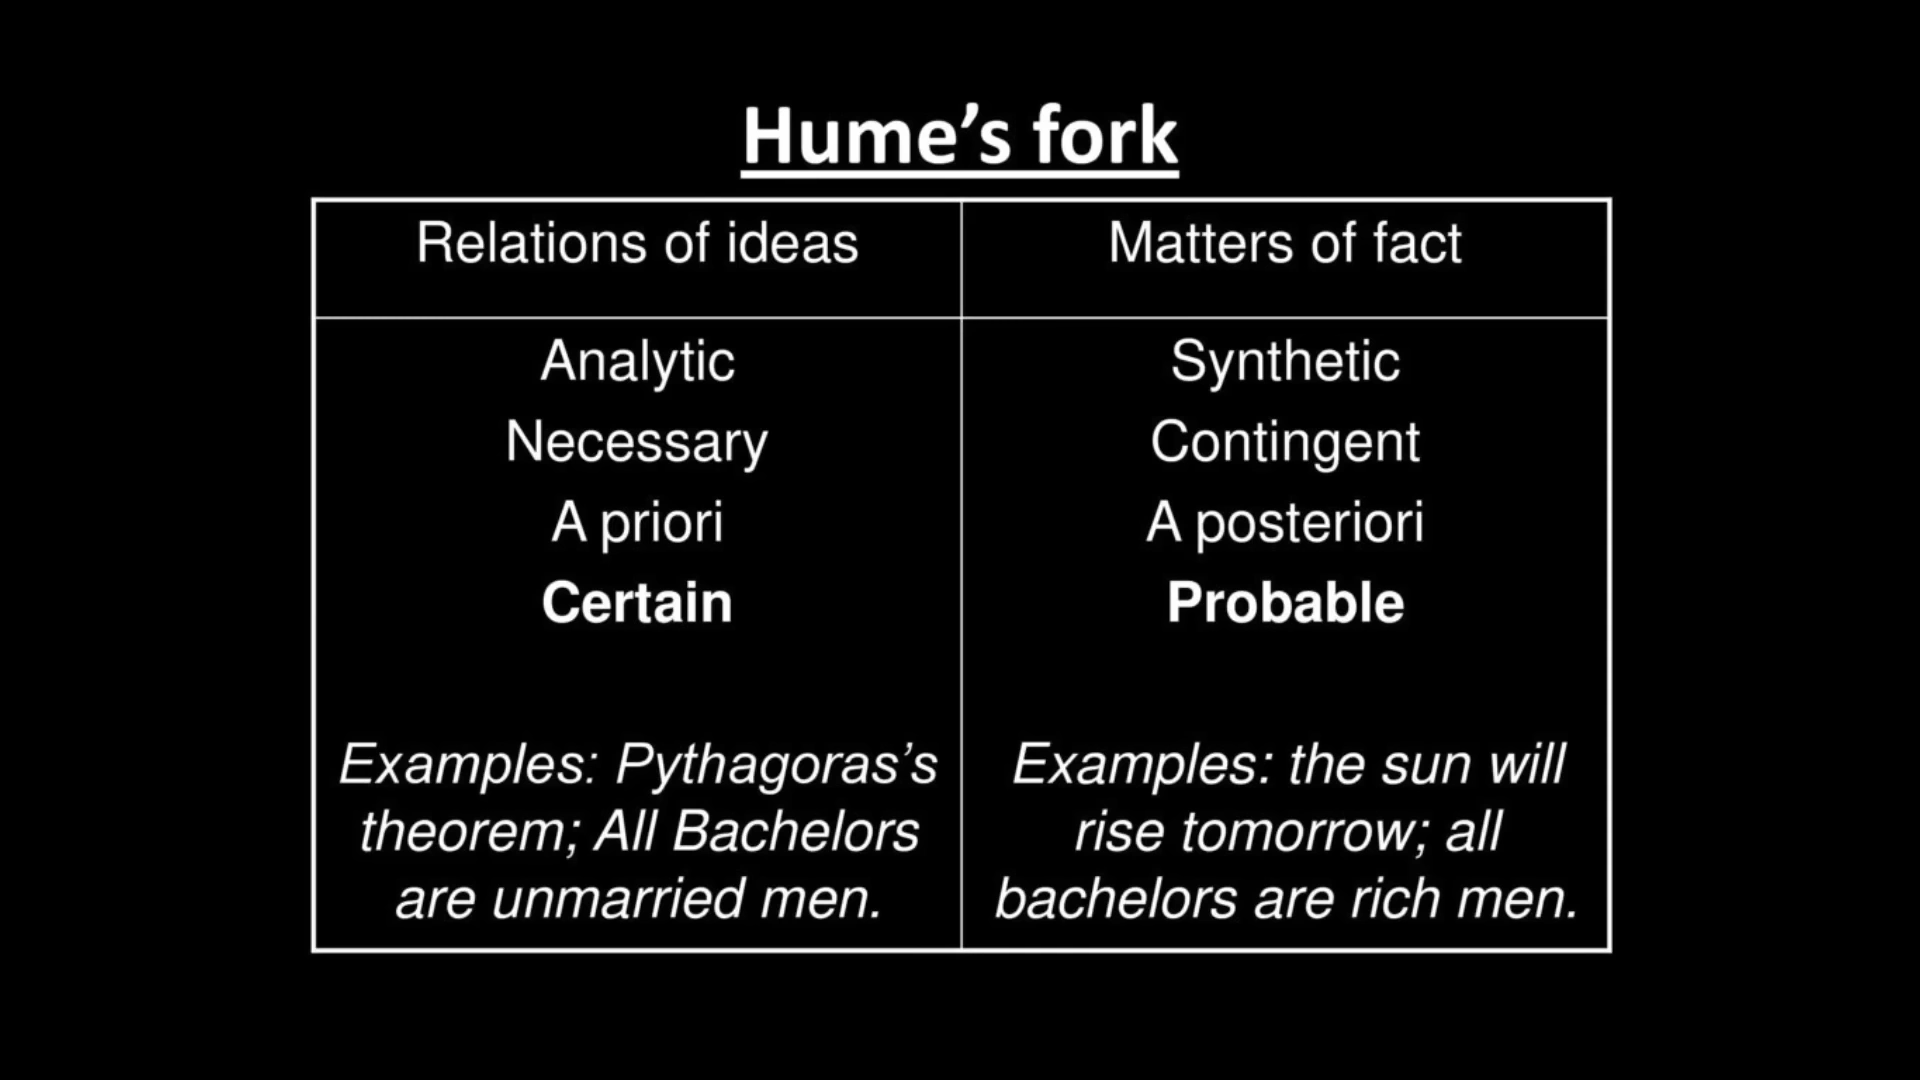 Hume’s fork
Relations of ideas
Matters of fact
Analytic
Necessary
A priori
Certain
Examples: Pythagoras’s
theorem; All Bachelors
are unmarried men.
Synthetic
Contingent
A posteriori
Probable
Examples: the sun will
rise tomorrow; all
bachelors are rich men.